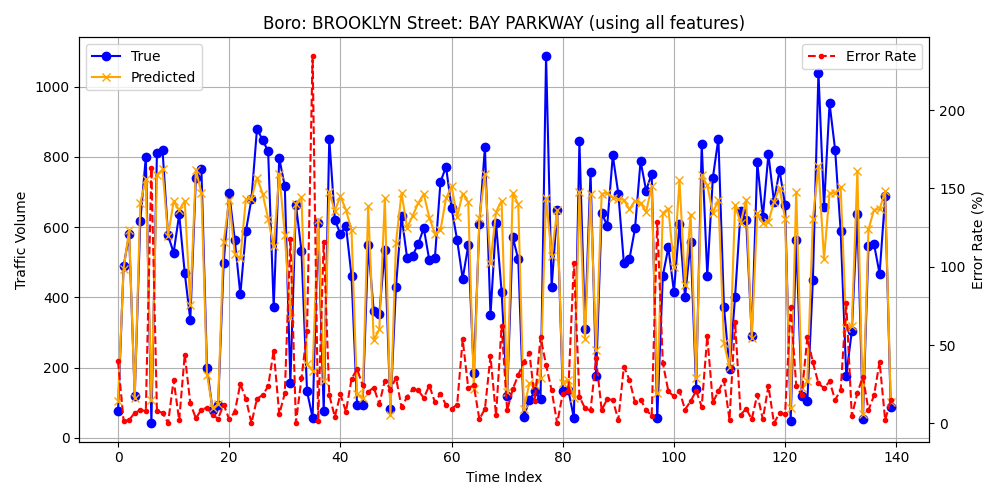 Boro: BROOKLYN Street: BAY PARKWAY (using all features)
True
Predicted
Error Rate
Traffic Volume
1000
800
600
400
200
0
200
150
100
50
0
Error Rate (%)
0 20 40 60 80 100 120 140
Time Index